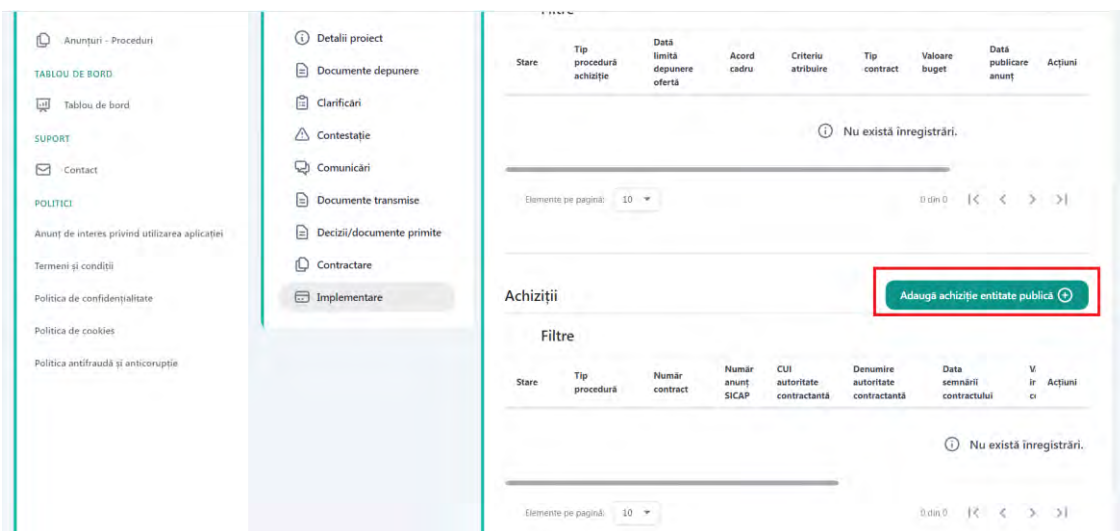 Anunțuri - Proceduri
TABLOU DE BORD
Tablou de bord
SUPORT
Contact
POLITICI
Anunț de interes privind utilizarea aplicației
Termeni și condiții
Politica de confidențialitate
Politica de cookies
Politica antifraudă și anticorupție
Detalii proiect
Documente depunere
Clarificări
Contestație
Comunicări
Documente transmise
Decizii/documente primite
Contractare
Implementare
Filtre
Stare
Tip
procedură
achiziție
Dată
limită
depunere
ofertă
Acord
cadru
Criteriu
atribuire
Tip
contract
Valoare
buget
Dată
publicare
anunț
Acțiuni
Nu există înregistrări.
Elemente pe pagină: 10
0 din 0
Achiziții
Adaugă achiziție entitate publică
Filtre
Stare
Tip
procedură
Număr
contract
Număr
anunț
SICAP
CUI
autoritate
contractantă
Denumire
autoritate
contractantă
Data
semnării
contractului
Acțiuni
Nu există înregistrări.
Elemente pe pagină: 10
0 din 0